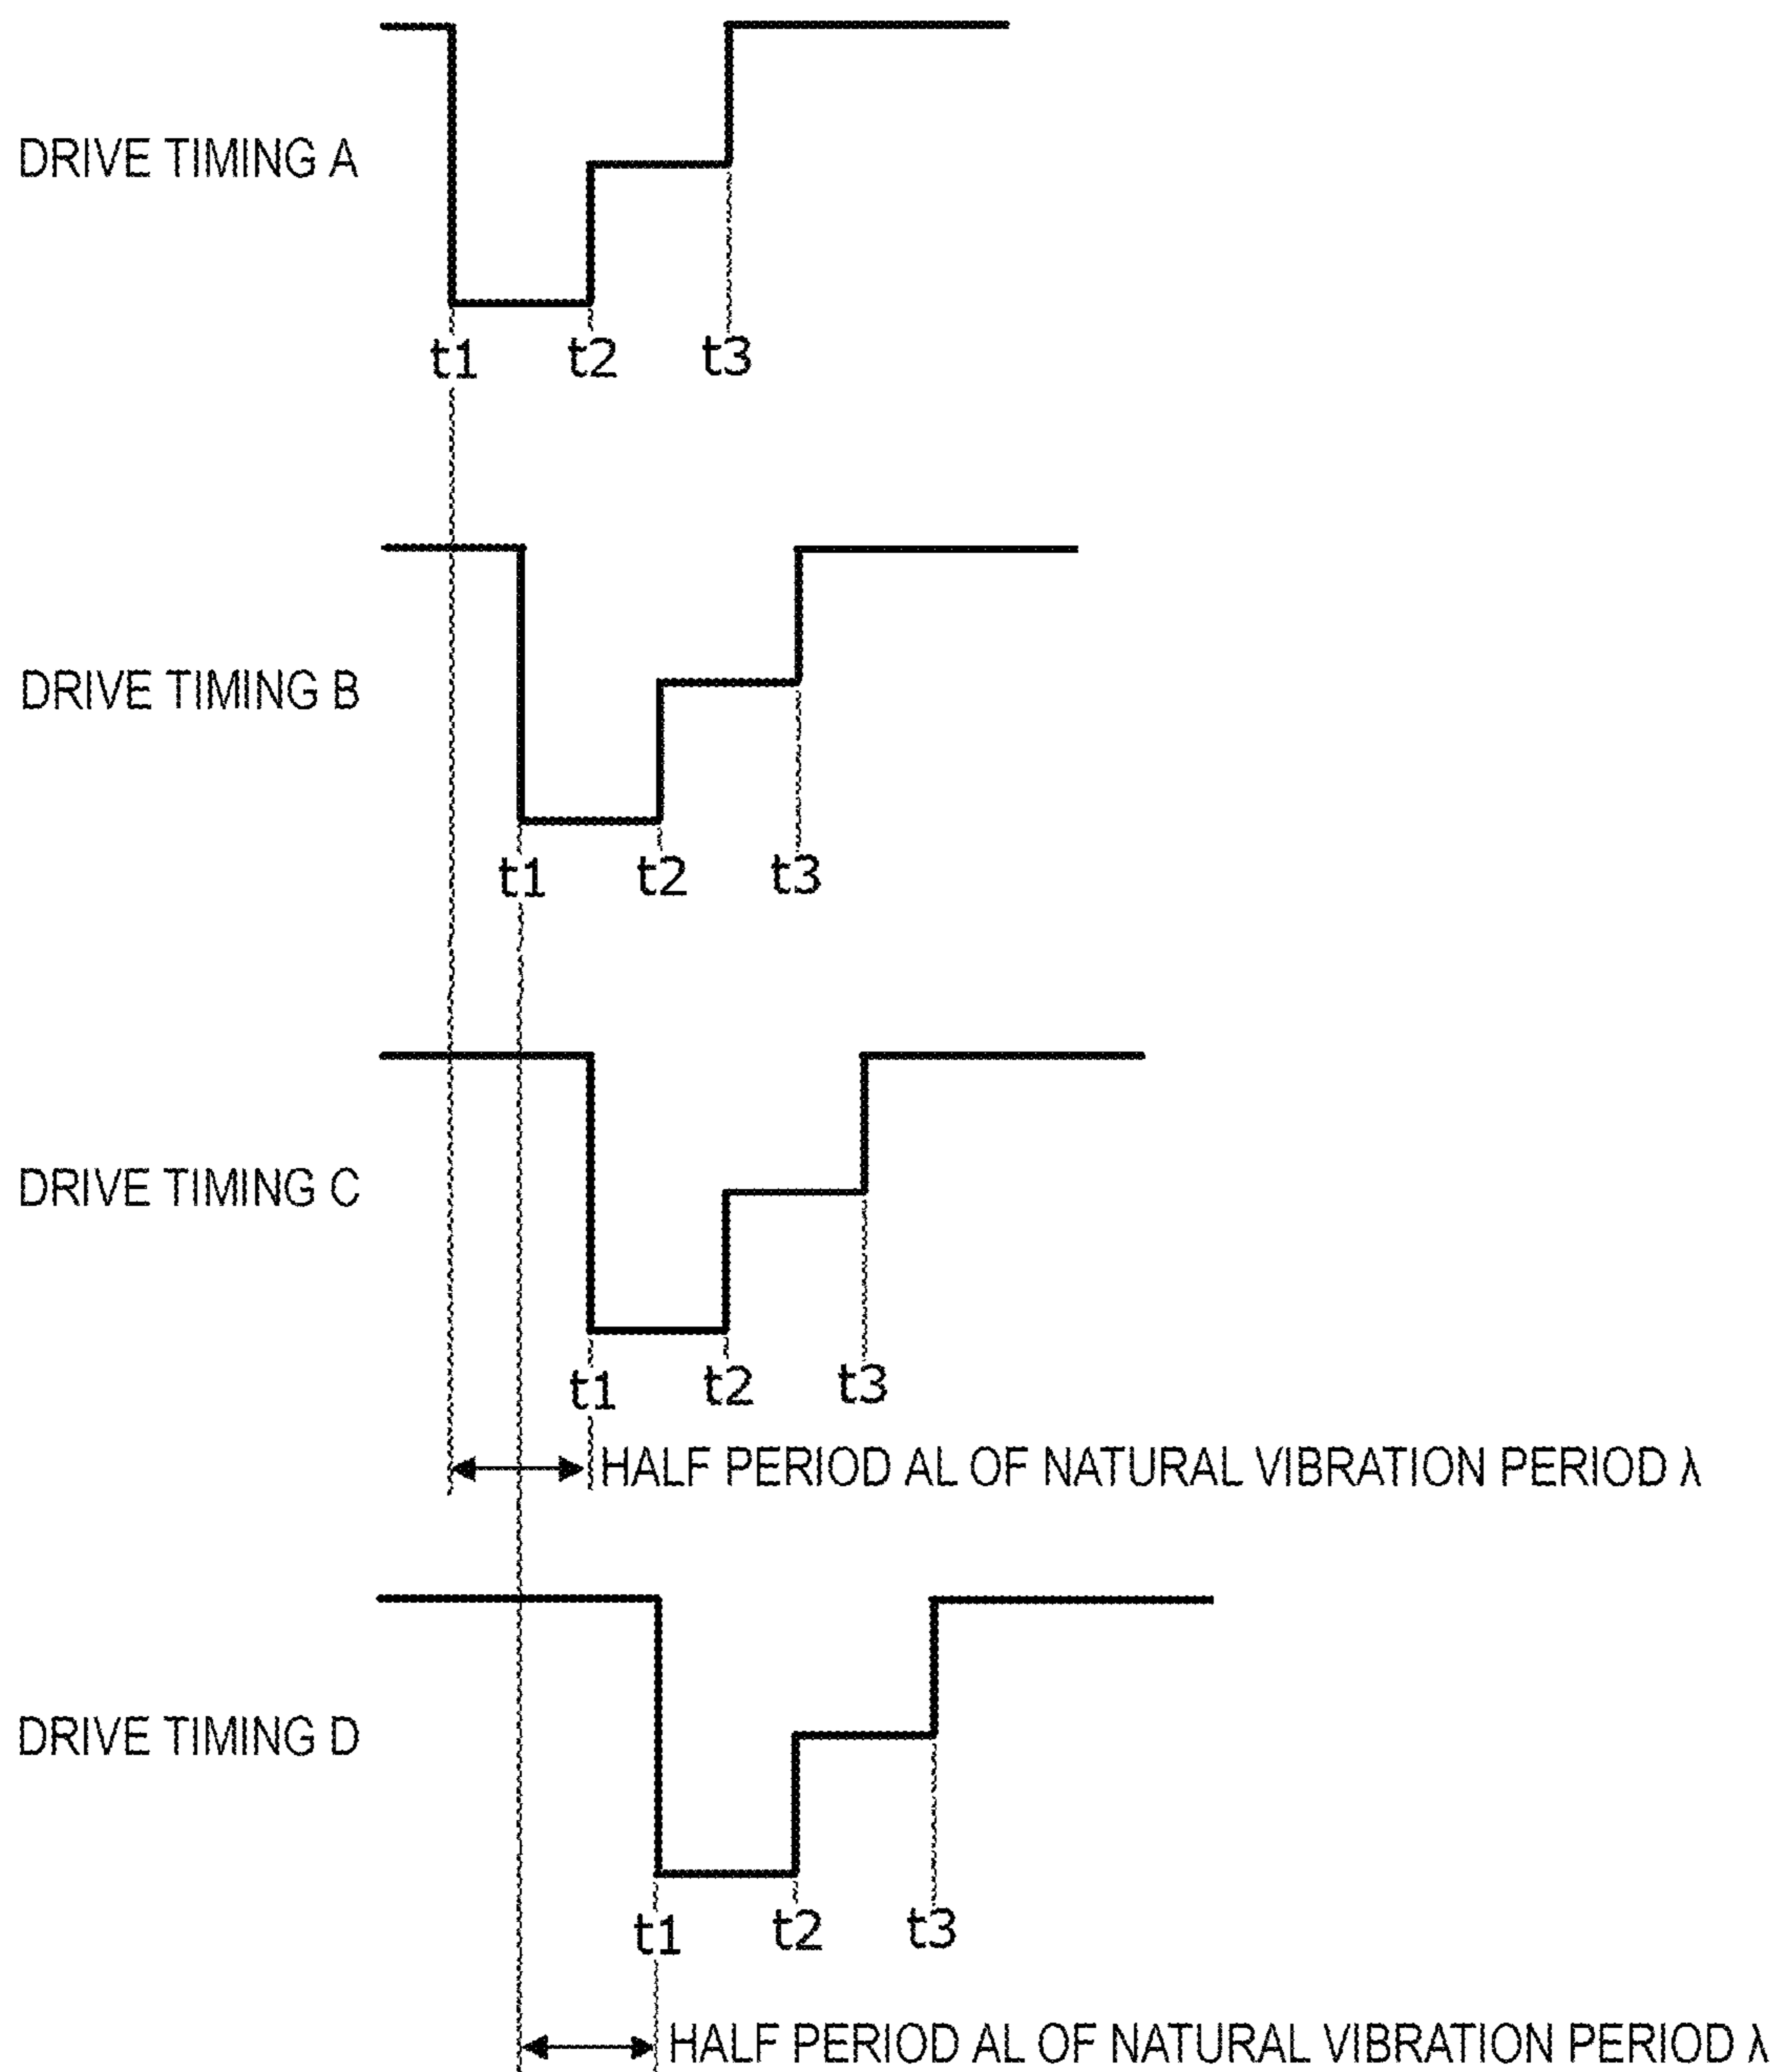 DRIVE TIMING A
t1 t2 t3
DRIVE TIMING B
t1 t2 t3
DRIVE TIMING C
t1 t2 t3
HALF PERIOD AL OF NATURAL VIBRATION PERIOD λ
DRIVE TIMING D
t1 t2 t3
HALF PERIOD AL OF NATURAL VIBRATION PERIOD λ